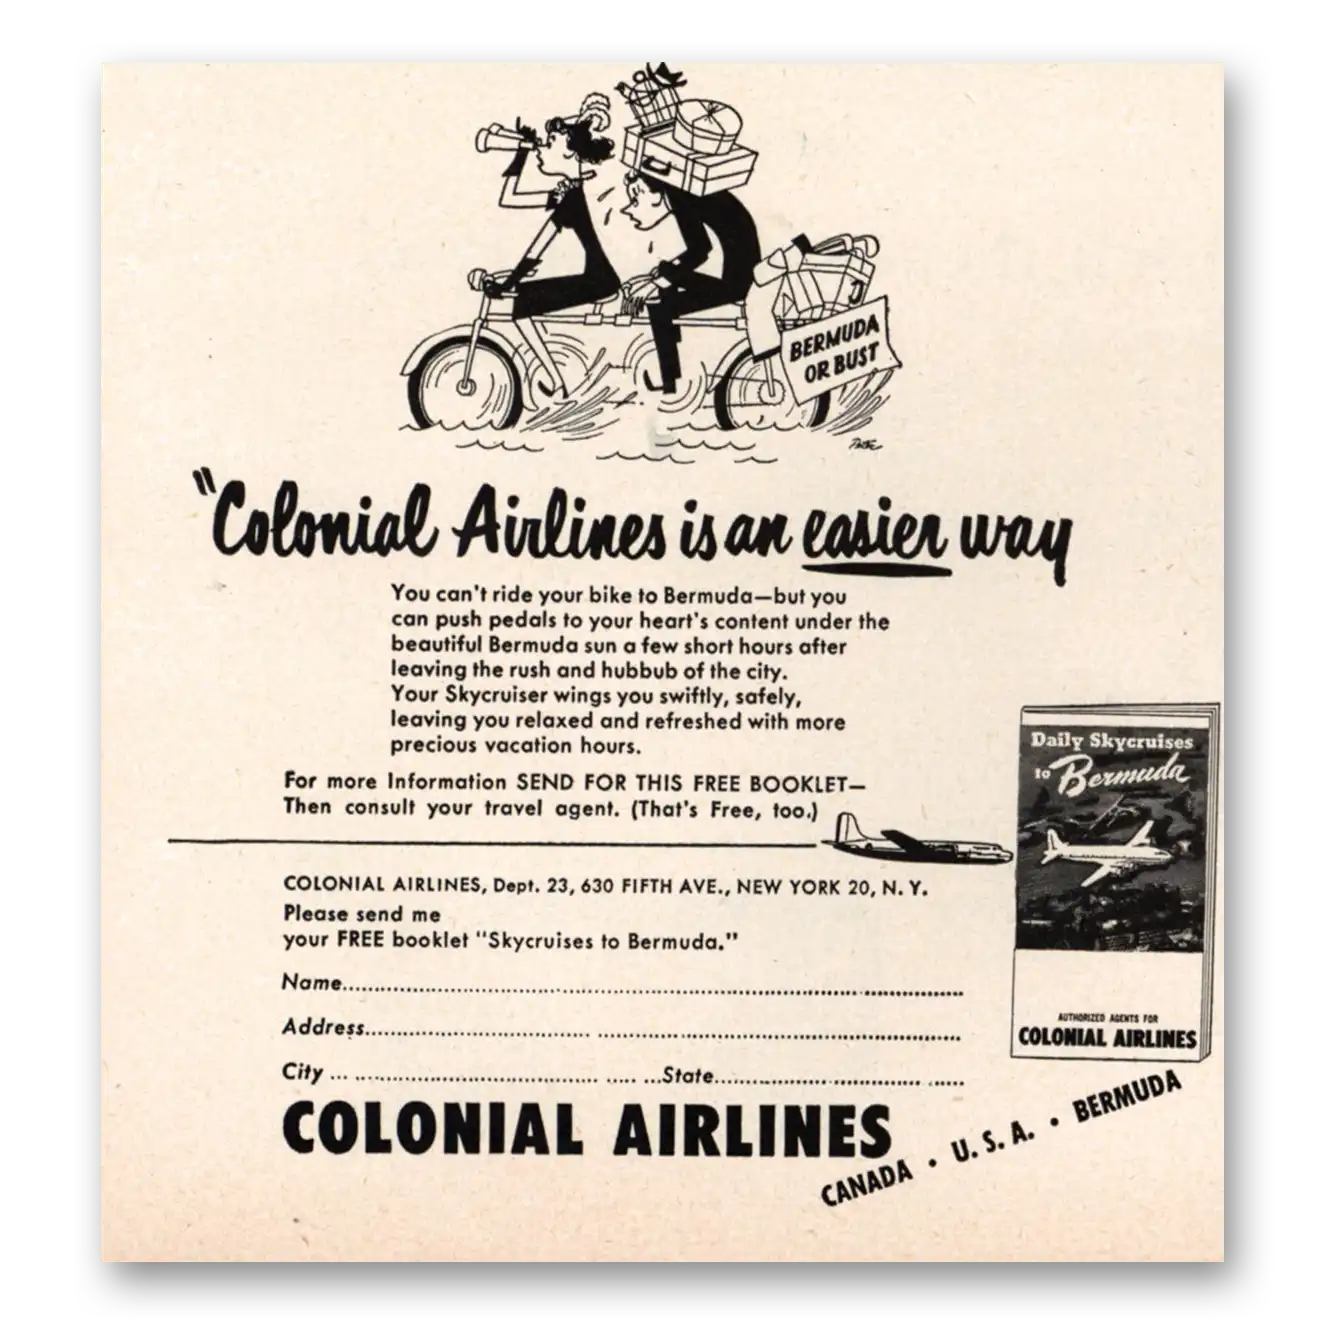 BERMUDA
OR BUST
"Colonial Airlines is an easier way
You can't ride your bike to Bermuda—but you
can push pedals to your heart's content under the
beautiful Bermuda sun a few short hours after
leaving the rush and hubbub of the city.
Your Skycruiser wings you swiftly, safely,
leaving you relaxed and refreshed with more
precious vacation hours.
For more Information SEND FOR THIS FREE BOOKLET—
Then consult your travel agent. (That's Free, too.)
Daily Skycruises
to Bermuda
AUTHORIZED AGENTS FOR
COLONIAL AIRLINES
COLONIAL AIRLINES, Dept. 23, 630 FIFTH AVE., NEW YORK 20, N. Y.
Please send me
your FREE booklet "Skycruises to Bermuda."
Name
Address
City State
COLONIAL AIRLINES
CANADA • U. S. A. • BERMUDA